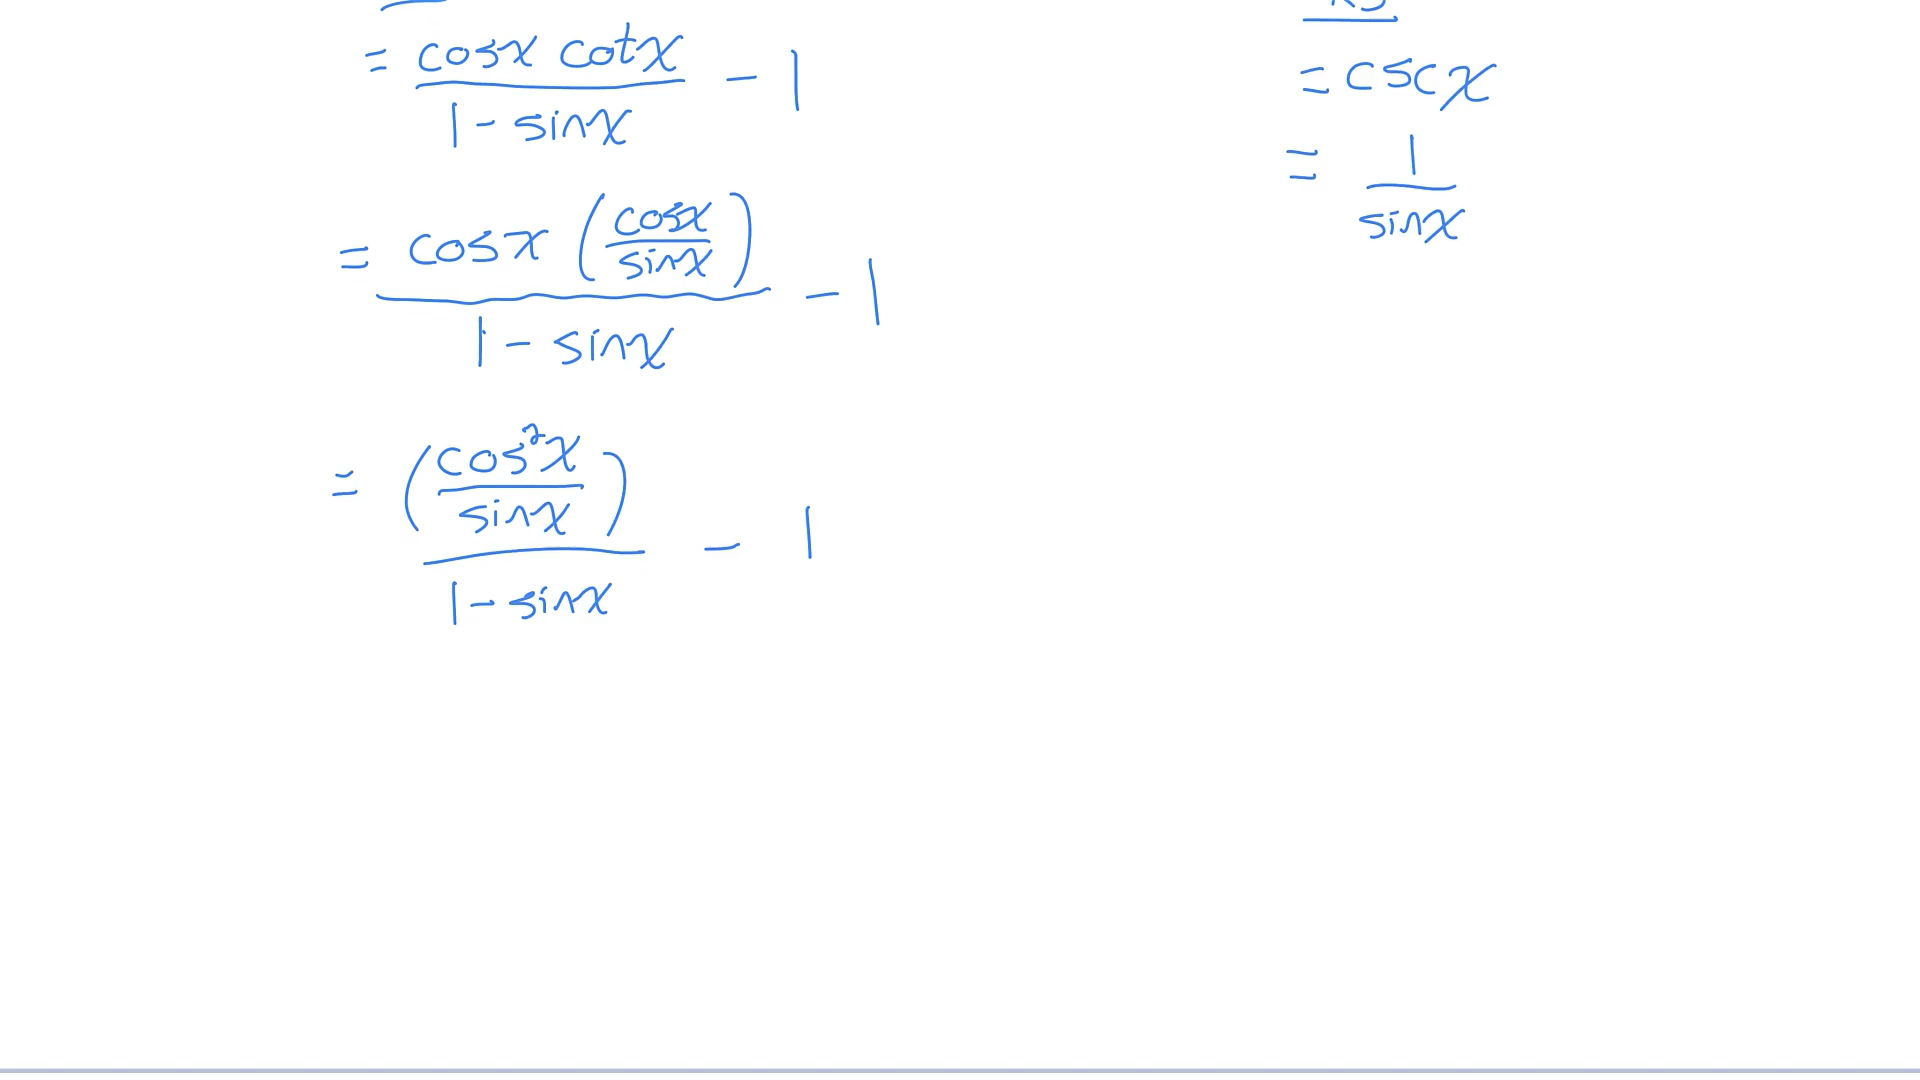 = cosx cotx / 1 - sinx - 1
= cosx (cosx / sinx) / 1 - sinx - 1
= (cos²x / sinx) / 1 - sinx - 1
= cscx
= 1 / sinx